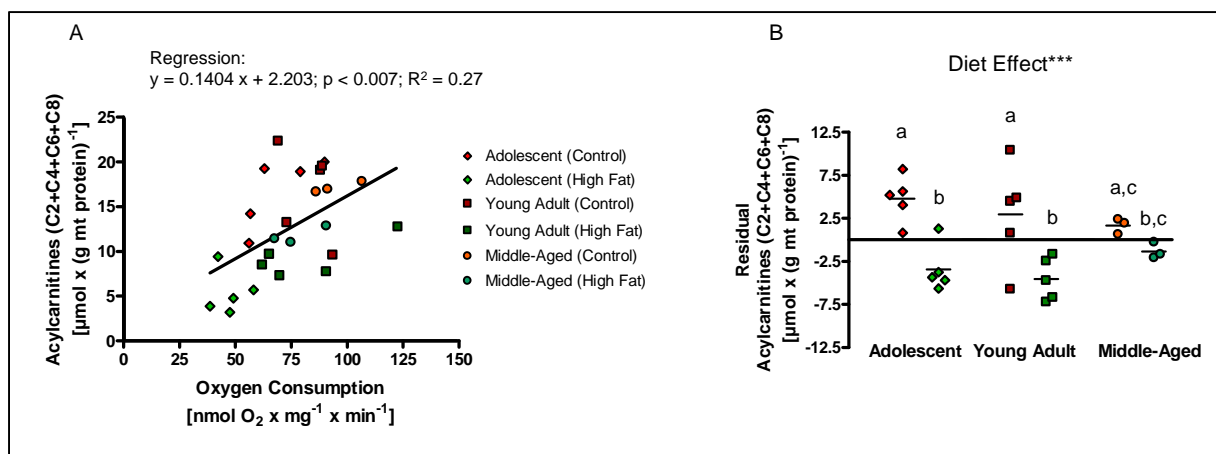 A
Regression:
y = 0.1404 x + 2.203; p < 0.007; R² = 0.27
Acylcarnitines (C2+C4+C6+C8)
[µmol x (g mt protein)⁻¹
25
20
15
10
5
0
0
25
50
75
100
125
150
Oxygen Consumption
[nmol O₂ x mg⁻¹ x min⁻¹]
Adolescent (Control)
Adolescent (High Fat)
Young Adult (Control)
Young Adult (High Fat)
Middle-Aged (Control)
Middle-Aged (High Fat)
B
Diet Effect***
Residual
Acylcarnitines (C2+C4+C6+C8)
[µmol x (g mt protein)⁻¹
12.5
7.5
2.5
-2.5
-7.5
-12.5
a
b
a
b
a,c
b,c
Adolescent
Young Adult
Middle-Aged